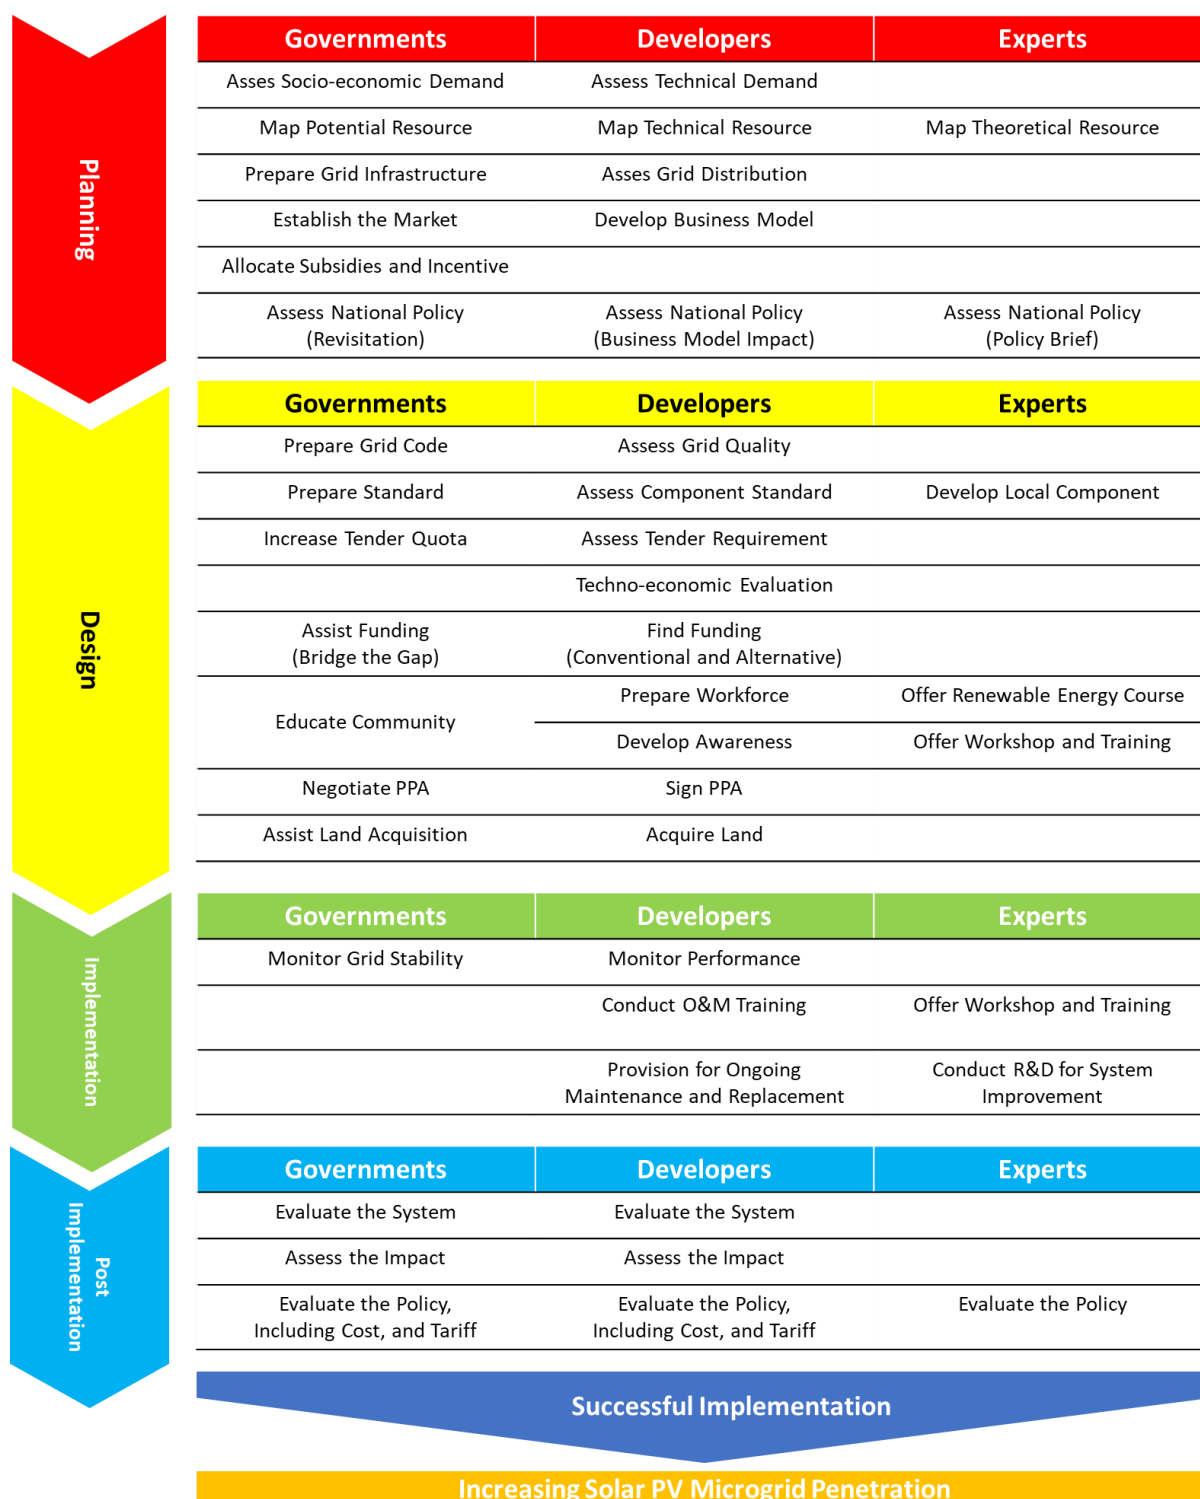 Planning
Governments Developers Experts
Asses Socio-economic Demand Assess Technical Demand
Map Potential Resource Map Technical Resource Map Theoretical Resource
Prepare Grid Infrastructure Asses Grid Distribution
Establish the Market Develop Business Model
Allocate Subsidies and Incentive
Assess National Policy Assess National Policy Assess National Policy
(Revisitation) (Business Model Impact) (Policy Brief)
Design
Governments Developers Experts
Prepare Grid Code Assess Grid Quality
Prepare Standard Assess Component Standard Develop Local Component
Increase Tender Quota Assess Tender Requirement
Techno-economic Evaluation
Assist Funding Find Funding
(Bridge the Gap) (Conventional and Alternative)
Educate Community Prepare Workforce Offer Renewable Energy Course
Develop Awareness Offer Workshop and Training
Negotiate PPA Sign PPA
Assist Land Acquisition Acquire Land
Implementation
Governments Developers Experts
Monitor Grid Stability Monitor Performance
Conduct O&M Training Offer Workshop and Training
Provision for Ongoing Conduct R&D for System
Maintenance and Replacement Improvement
Post
Implementation
Governments Developers Experts
Evaluate the System Evaluate the System
Assess the Impact Assess the Impact
Evaluate the Policy, Evaluate the Policy, Evaluate the Policy
Including Cost, and Tariff Including Cost, and Tariff
Successful Implementation
Increasing Solar PV Microgrid Penetration